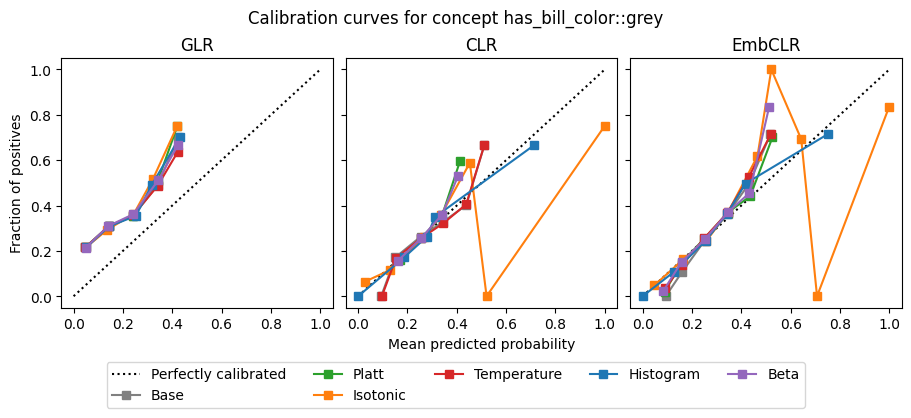 Calibration curves for concept has_bill_color::grey
GLR
CLR
EmbCLR
Fraction of positives
1.0
0.8
0.6
0.4
0.2
0.0
0.0 0.2 0.4 0.6 0.8 1.0
0.0 0.2 0.4 0.6 0.8 1.0
0.0 0.2 0.4 0.6 0.8 1.0
Mean predicted probability
Perfectly calibrated
Base
Platt
Isotonic
Temperature
Histogram
Beta